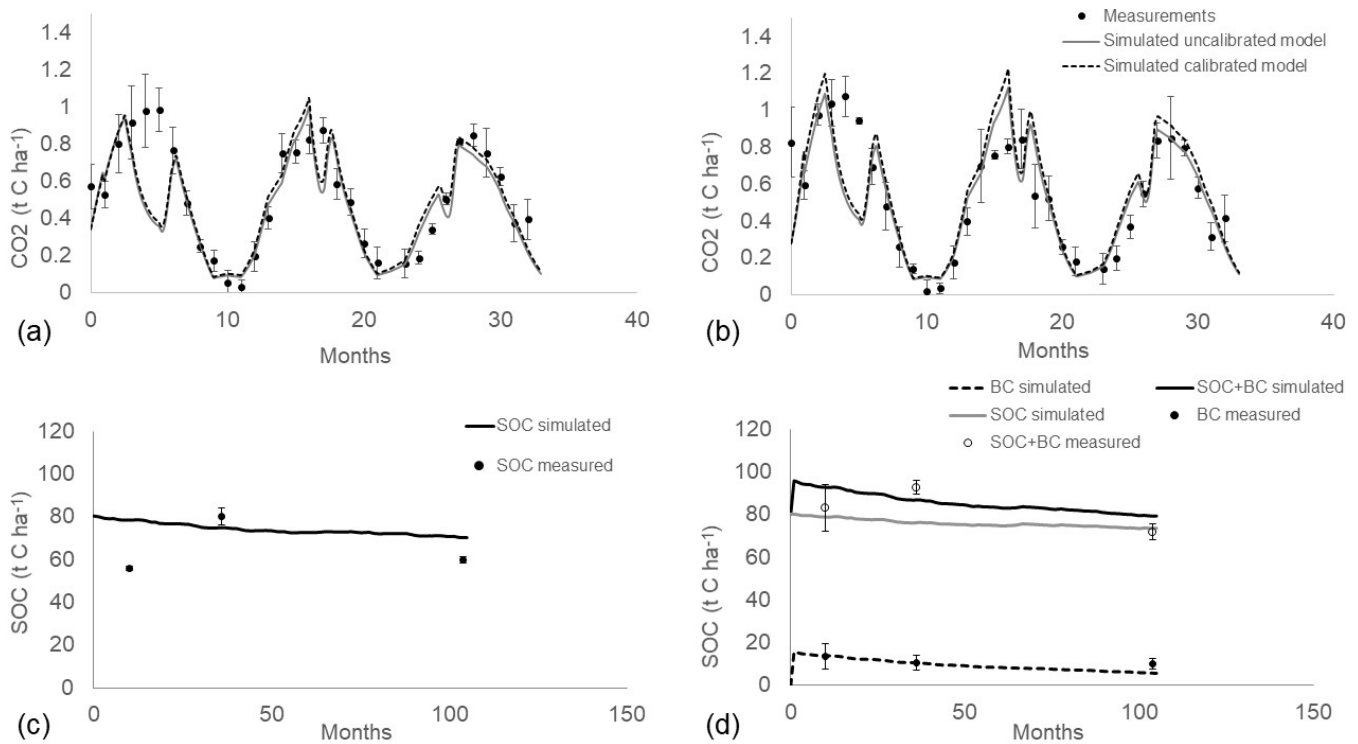 1.4
1.2
1
0.8
0.6
0.4
0.2
0
CO2 (t C ha-1)
0 10 20 30 40
Months
(a)
Measurements
Simulated uncalibrated model
Simulated calibrated model
1.4
1.2
1
0.8
0.6
0.4
0.2
0
CO2 (t C ha-1)
0 10 20 30 40
Months
(b)
SOC simulated
SOC measured
120
100
80
60
40
20
0
SOC (t C ha-1)
0 50 100 150
Months
(c)
BC simulated SOC+BC simulated
SOC simulated BC measured
SOC+BC measured
120
100
80
60
40
20
0
SOC (t C ha-1)
0 50 100 150
Months
(d)